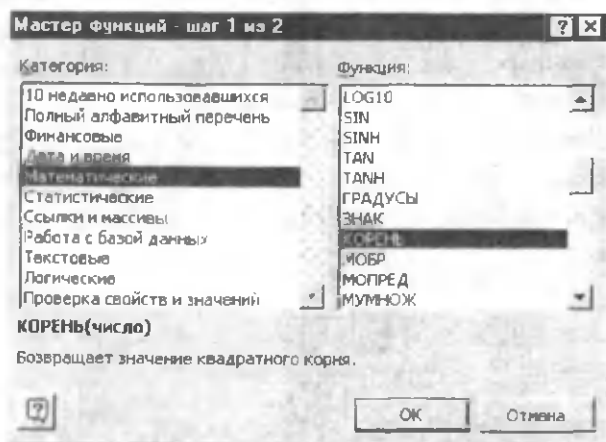 Мастер функций - шаг 1 из 2
Категория:
10 недавно использовавшихся
Полный алфавитный перечень
Финансовые
Дата и время
Математические
Статистические
Ссылки и массивы
Работа с базой данных
Текстовые
Логические
Проверка свойств и значений
Функция:
LOG10
SIN
SINH
TAN
TANH
ГРАДУСЫ
ЗНАК
КОРЕНЬ
МОБР
МОПРЕД
МУМНОЖ
КОРЕНЬ(число)
Возвращает значение квадратного корня.
OK
Отмена